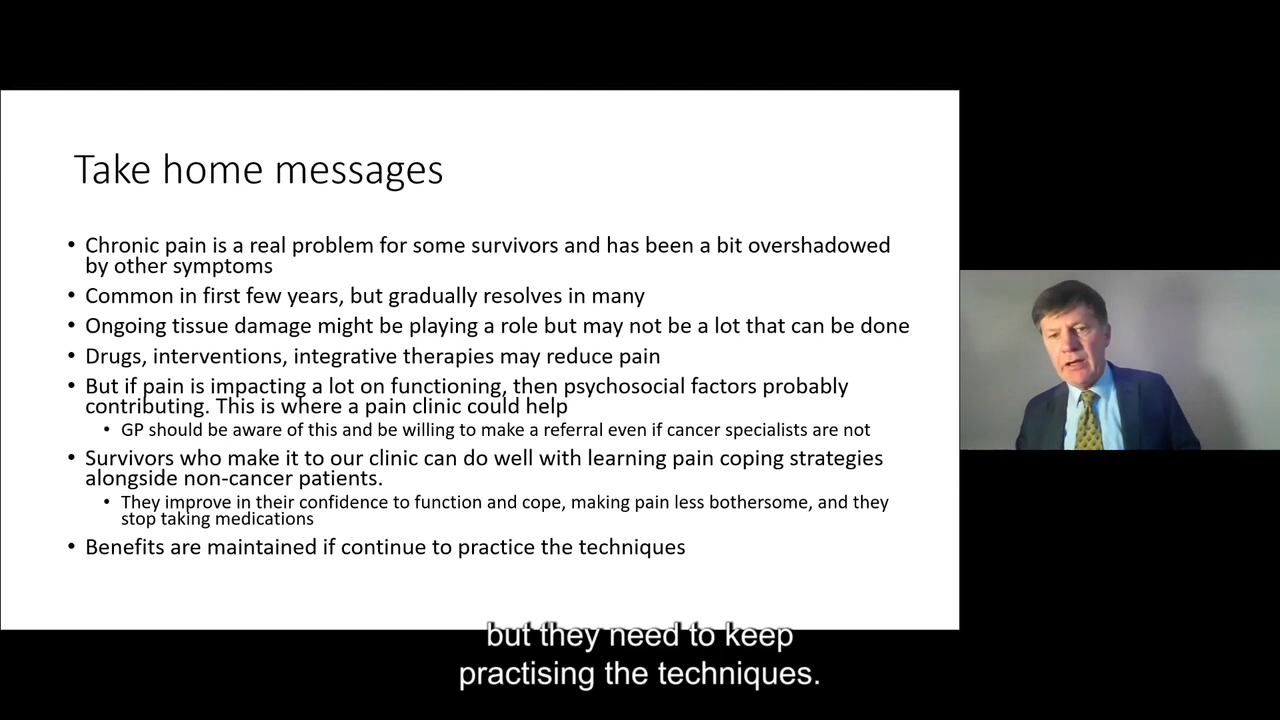 Take home messages
• Chronic pain is a real problem for some survivors and has been a bit overshadowed
by other symptoms
• Common in first few years, but gradually resolves in many
• Ongoing tissue damage might be playing a role but may not be a lot that can be done
• Drugs, interventions, integrative therapies may reduce pain
• But if pain is impacting a lot on functioning, then psychosocial factors probably
contributing. This is where a pain clinic could help
• GP should be aware of this and be willing to make a referral even if cancer specialists are not
• Survivors who make it to our clinic can do well with learning pain coping strategies
alongside non-cancer patients.
• They improve in their confidence to function and cope, making pain less bothersome, and they
stop taking medications
• Benefits are maintained if continue to practice the techniques
but they need to keep
practising the techniques.